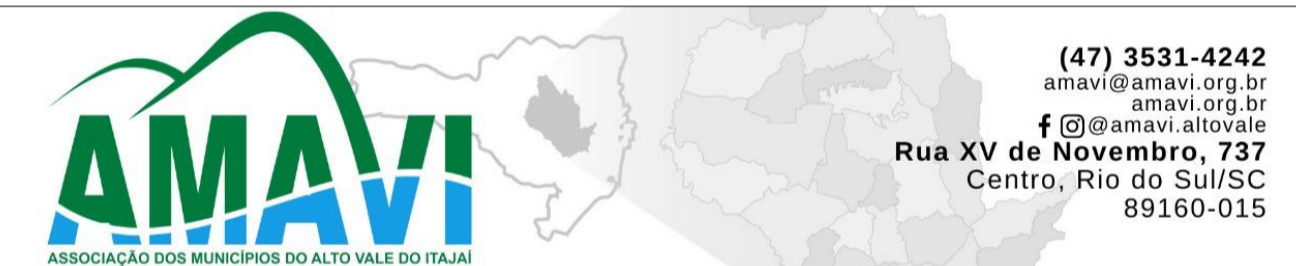 AMAVI
ASSOCIAÇÃO DOS MUNICÍPIOS DO ALTO VALE DO ITAJAÍ
(47) 3531-4242
amavi@amavi.org.br
amavi.org.br
@amavi.altovale
Rua XV de Novembro, 737
Centro, Rio do Sul/SC
89160-015